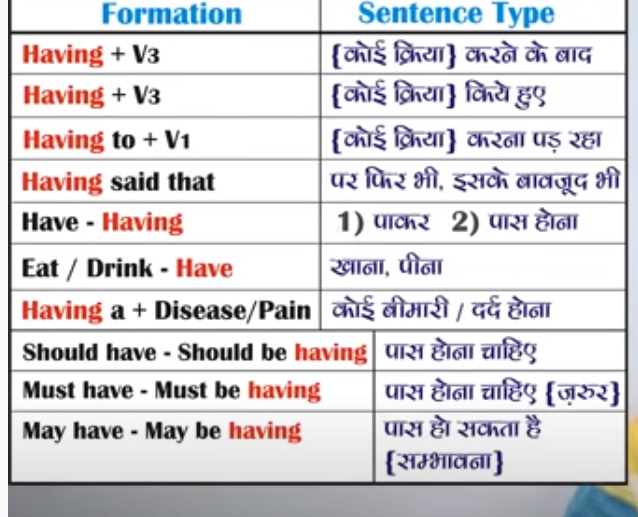 Formation Sentence Type
Having + V3 {कोई क्रिया} करने के बाद
Having + V3 {कोई क्रिया} किये हुए
Having to + V1 {कोई क्रिया} करना पड़ रहा
Having said that पर फिर भी, इसके बावजूद भी
Have - Having 1) पाकर 2) पास होना
Eat / Drink - Have खाना, पीना
Having a + Disease/Pain कोई बीमारी / दर्द होना
Should have - Should be having पास होना चाहिए
Must have - Must be having पास होना चाहिए {ज़रुर}
May have - May be having पास हो सकता है
{सम्भावना}